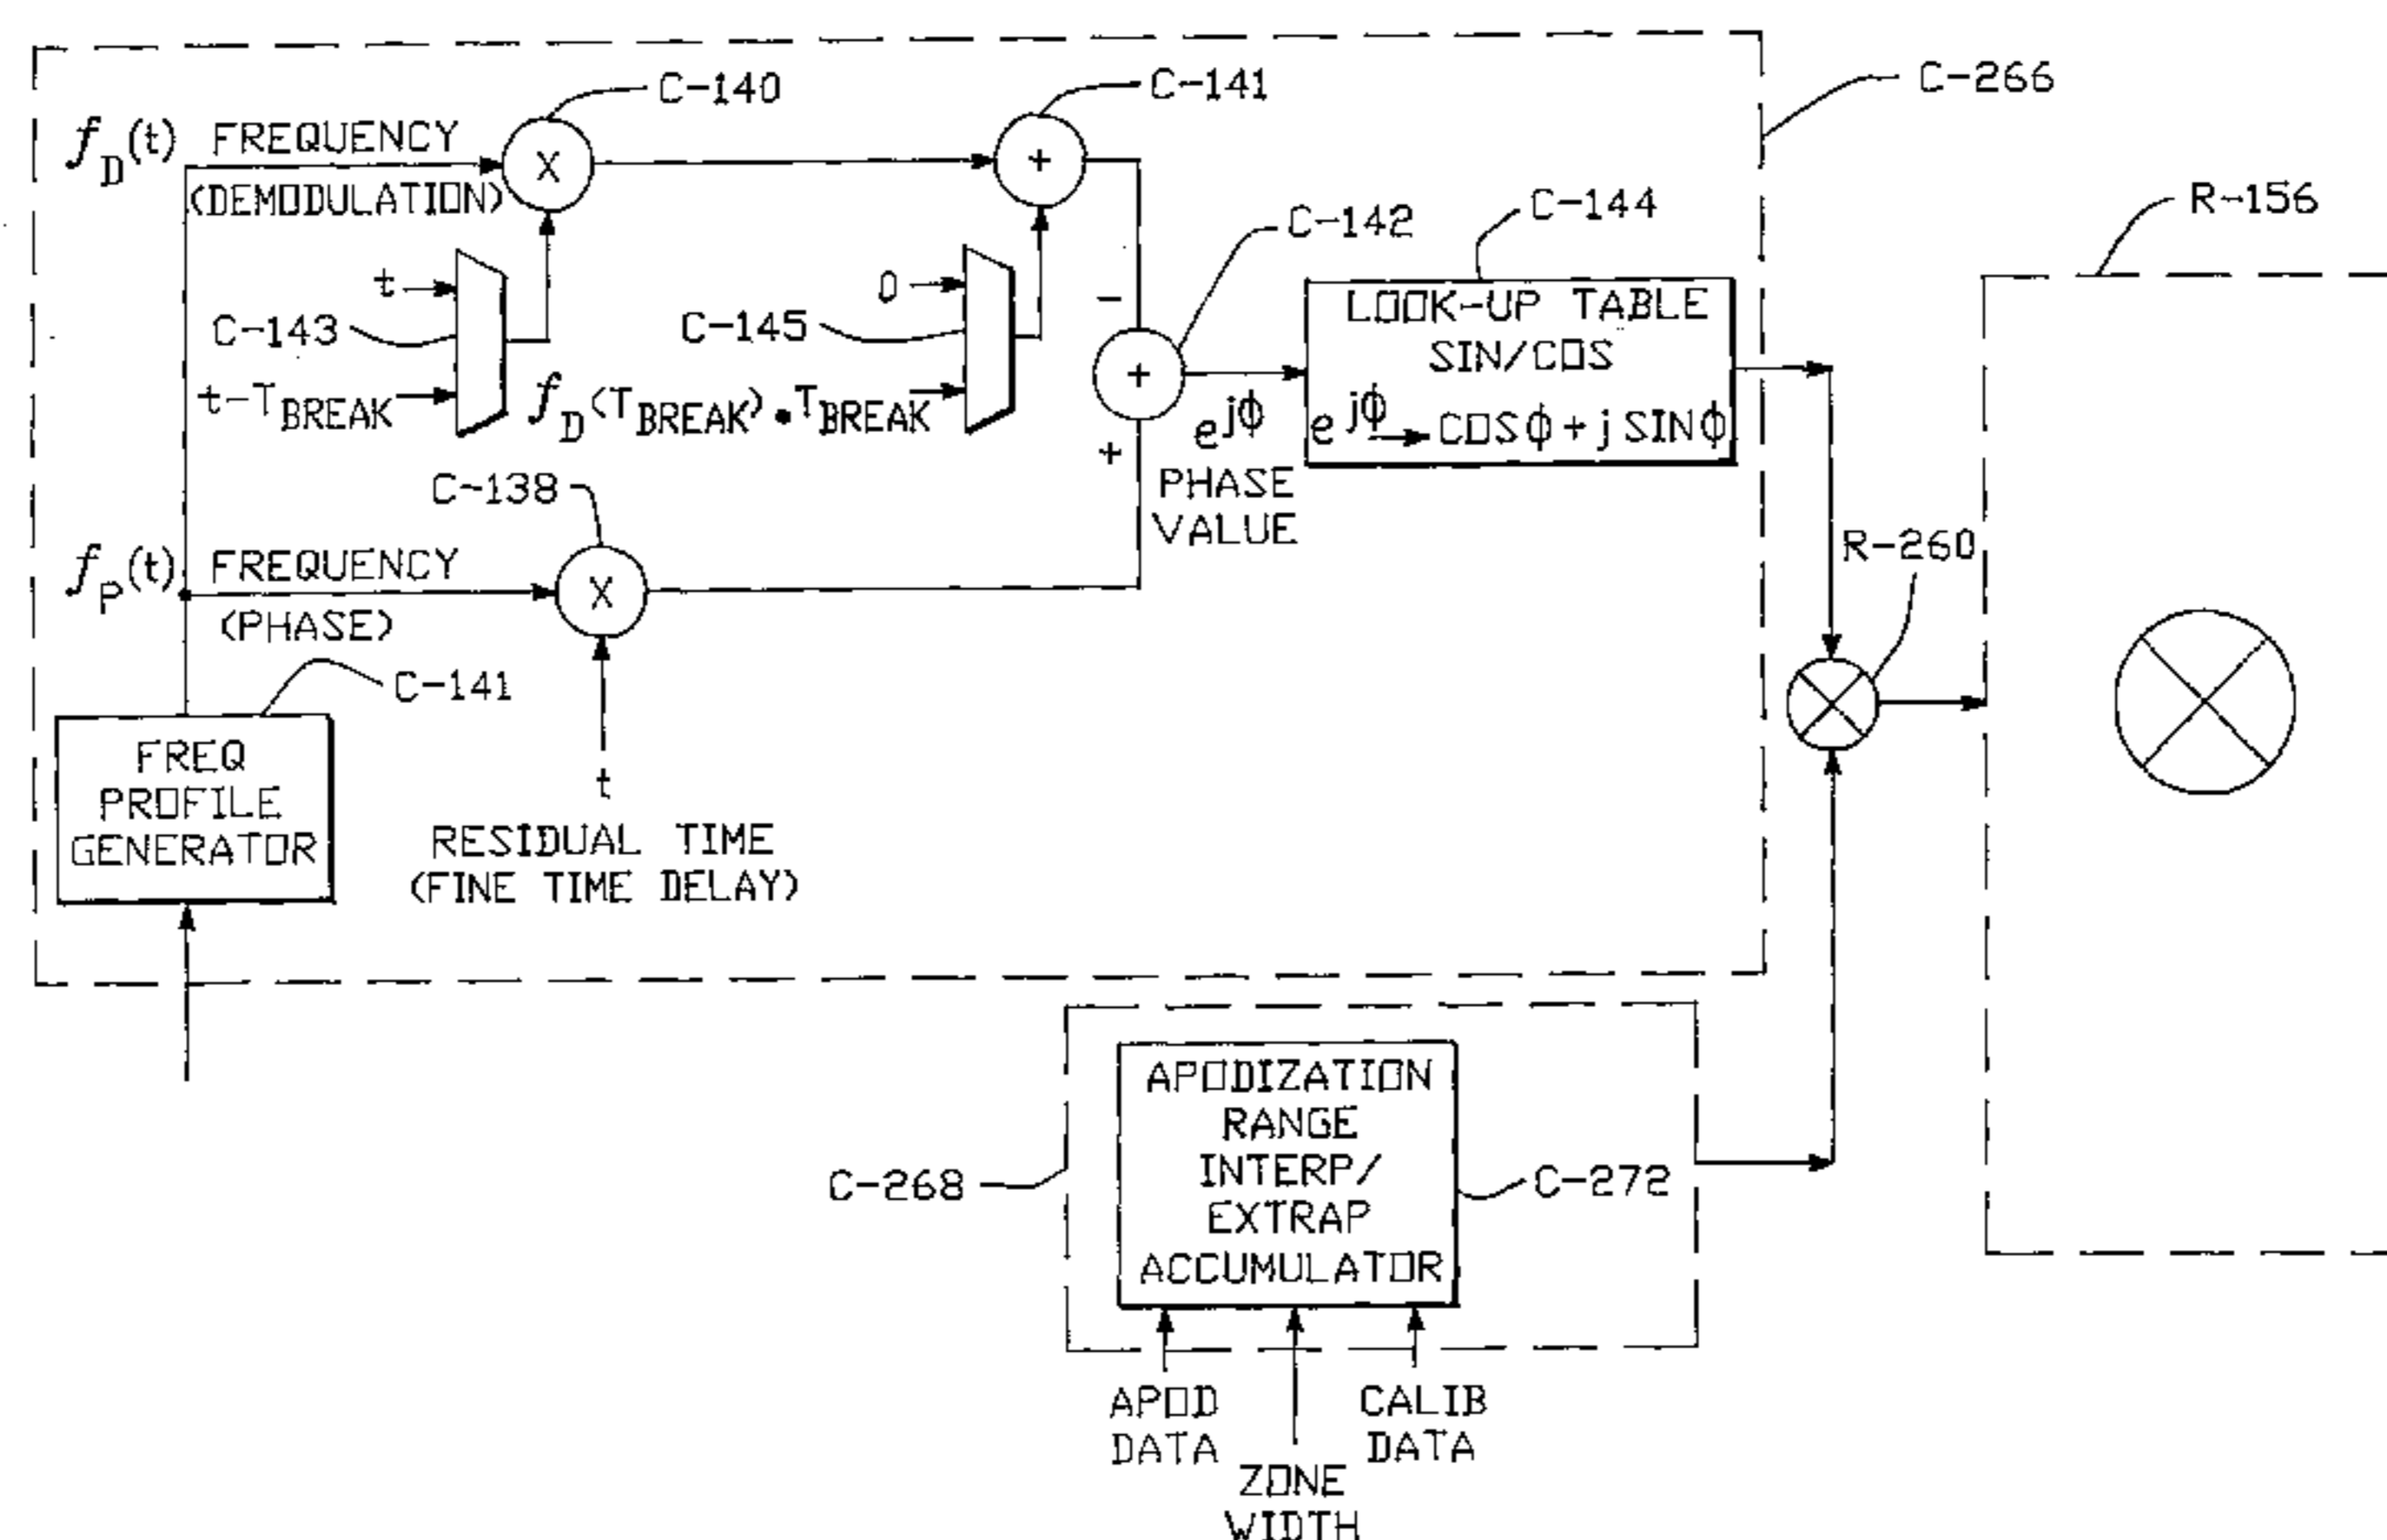 C-140
C-141
C-266
f_D(t) FREQUENCY
(DEMODULATION)
X
+
R-156
C-144
C-142
t
0
C-143
C-145
-
LOOK-UP TABLE
SIN/COS
t-T_BREAK
f_D(T_BREAK)•T_BREAK
+
e^jϕ
e^jϕ → COSϕ+jSINϕ
+
PHASE
VALUE
C-138
f_P(t) FREQUENCY
(PHASE)
X
R-260
C-141
FREQ
PROFILE
GENERATOR
t
RESIDUAL TIME
(FINE TIME DELAY)
APODIZATION
RANGE
INTERP/
EXTRAP
ACCUMULATOR
C-268
C-272
APOD
DATA
ZONE
WIDTH
CALIB
DATA